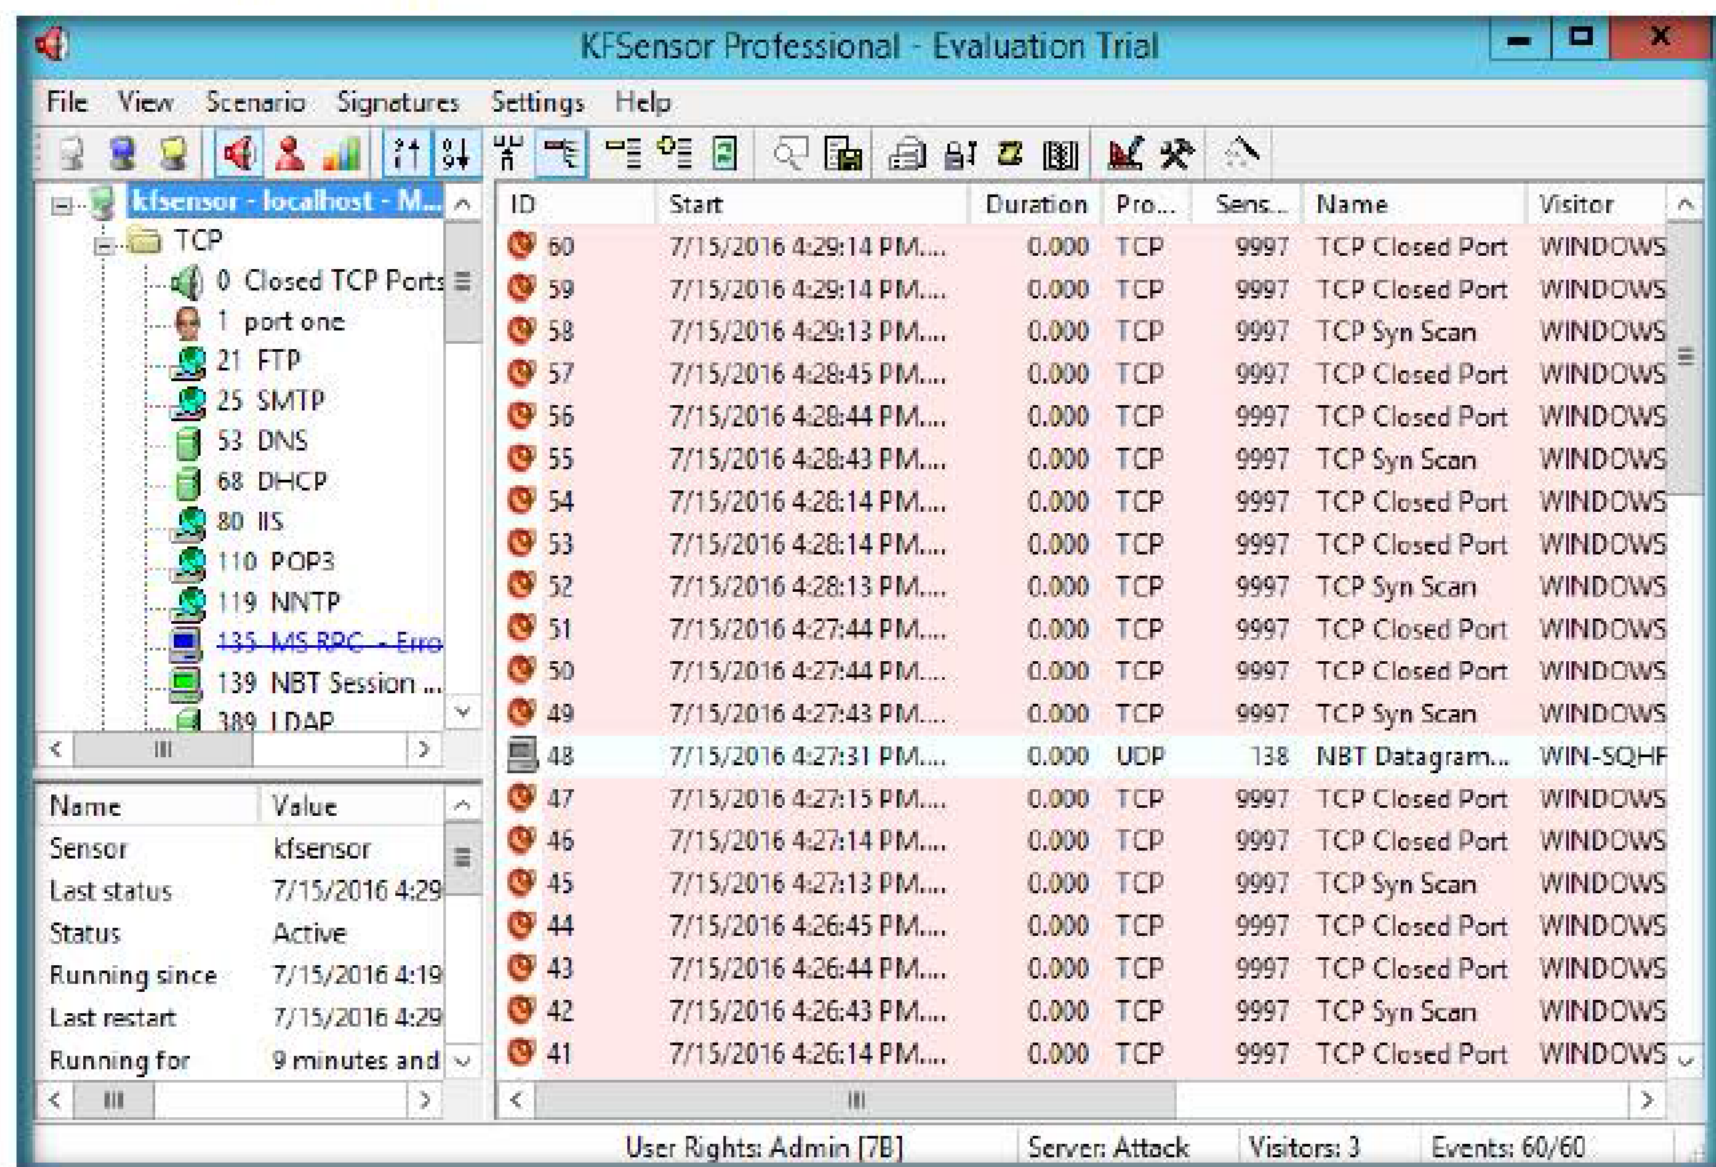 KFSensor Professional - Evaluation Trial
File View Scenario Signatures Settings Help
kfsensor - localhost - M...
TCP
0 Closed TCP Ports
1 port one
21 FTP
25 SMTP
53 DNS
68 DHCP
80 IIS
110 POP3
119 NNTP
135 MS RPC - Erro
139 NBT Session ...
389 LDAP
Name Value
Sensor kfsensor
Last status 7/15/2016 4:29
Status Active
Running since 7/15/2016 4:19
Last restart 7/15/2016 4:29
Running for 9 minutes and
ID Start Duration Pro... Sens... Name Visitor
60 7/15/2016 4:29:14 PM.... 0.000 TCP 9997 TCP Closed Port WINDOWS
59 7/15/2016 4:29:14 PM.... 0.000 TCP 9997 TCP Closed Port WINDOWS
58 7/15/2016 4:29:13 PM.... 0.000 TCP 9997 TCP Syn Scan WINDOWS
57 7/15/2016 4:28:45 PM.... 0.000 TCP 9997 TCP Closed Port WINDOWS
56 7/15/2016 4:28:44 PM.... 0.000 TCP 9997 TCP Closed Port WINDOWS
55 7/15/2016 4:28:43 PM.... 0.000 TCP 9997 TCP Syn Scan WINDOWS
54 7/15/2016 4:28:14 PM.... 0.000 TCP 9997 TCP Closed Port WINDOWS
53 7/15/2016 4:28:14 PM.... 0.000 TCP 9997 TCP Closed Port WINDOWS
52 7/15/2016 4:28:13 PM.... 0.000 TCP 9997 TCP Syn Scan WINDOWS
51 7/15/2016 4:27:44 PM.... 0.000 TCP 9997 TCP Closed Port WINDOWS
50 7/15/2016 4:27:44 PM.... 0.000 TCP 9997 TCP Closed Port WINDOWS
49 7/15/2016 4:27:43 PM.... 0.000 TCP 9997 TCP Syn Scan WINDOWS
48 7/15/2016 4:27:31 PM.... 0.000 UDP 138 NBT Datagram... WIN-SQHF
47 7/15/2016 4:27:15 PM.... 0.000 TCP 9997 TCP Closed Port WINDOWS
46 7/15/2016 4:27:14 PM.... 0.000 TCP 9997 TCP Closed Port WINDOWS
45 7/15/2016 4:27:13 PM.... 0.000 TCP 9997 TCP Syn Scan WINDOWS
44 7/15/2016 4:26:45 PM.... 0.000 TCP 9997 TCP Closed Port WINDOWS
43 7/15/2016 4:26:44 PM.... 0.000 TCP 9997 TCP Closed Port WINDOWS
42 7/15/2016 4:26:43 PM.... 0.000 TCP 9997 TCP Syn Scan WINDOWS
41 7/15/2016 4:26:14 PM.... 0.000 TCP 9997 TCP Closed Port WINDOWS
User Rights: Admin [7B] Server: Attack Visitors: 3 Events: 60/60